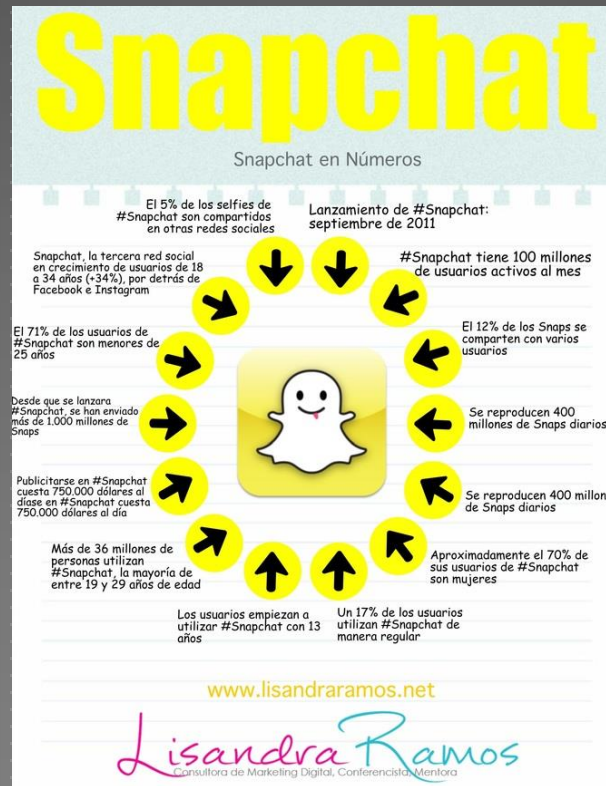 Snapchat
Snapchat en Números
El 5% de los selfies de
#Snapchat son compartidos
en otras redes sociales
Lanzamiento de #Snapchat:
septiembre de 2011
Snapchat, la tercera red social
en crecimiento de usuarios de 18
a 34 años (+34%), por detrás de
Facebook e Instagram
#Snapchat tiene 100 millones
de usuarios activos al mes
El 71% de los usuarios de
#Snapchat son menores de
25 años
El 12% de los Snaps se
comparten con varios
usuarios
Desde que se lanzara
#Snapchat, se han enviado
más de 1.000 millones de
Snaps
Se reproducen 400
millones de Snaps diarios
Publicitarse en #Snapchat
cuesta 750.000 dólares al
díase en #Snapchat cuesta
750.000 dólares al día
Se reproducen 400 millon
de Snaps diarios
Más de 36 millones de
personas utilizan
#Snapchat, la mayoría de
entre 19 y 29 años de edad
Aproximadamente el 70% de
sus usuarios de #Snapchat
son mujeres
Los usuarios empiezan a
utilizar #Snapchat con 13
años
Un 17% de los usuarios
utilizan #Snapchat de
manera regular
www.lisandraramos.net
Lisandra Ramos
Consultora de Marketing Digital, Conferencista, Mentora